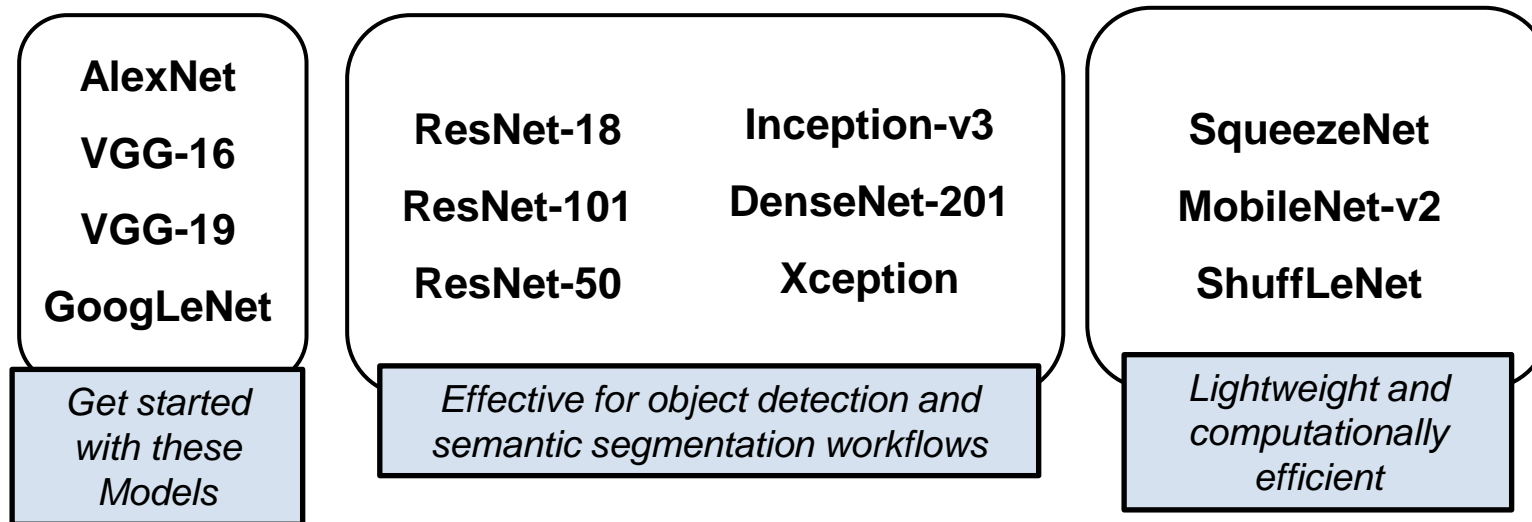 AlexNet
VGG-16
VGG-19
GoogLeNet
Get started
with these
Models
ResNet-18
ResNet-101
ResNet-50
Inception-v3
DenseNet-201
Xception
Effective for object detection and
semantic segmentation workflows
SqueezeNet
MobileNet-v2
ShuffLeNet
Lightweight and
computationally
efficient